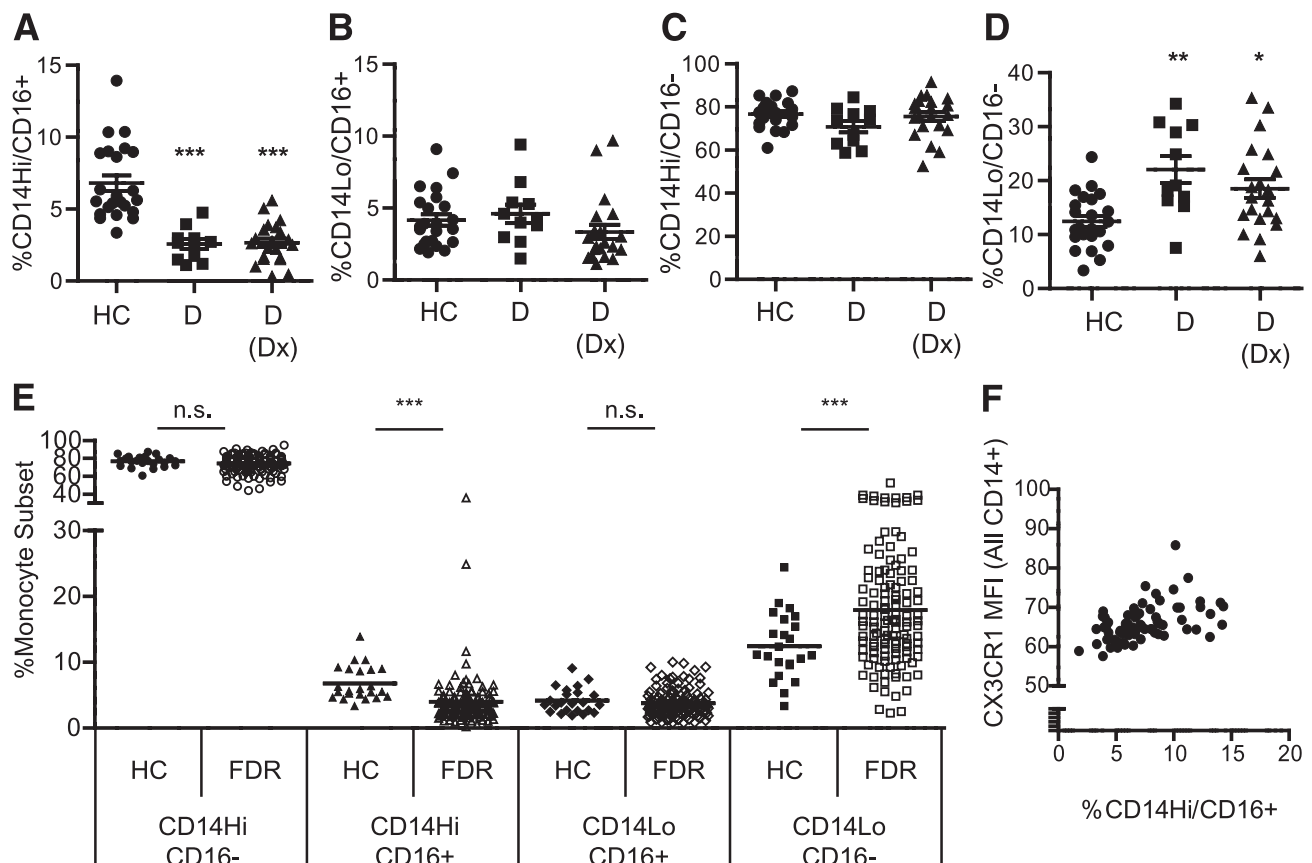 A
%CD14Hi/CD16+
15
10
5
0
***
***
HC
D
D
(Dx)
B
%CD14Lo/CD16+
15
10
5
0
HC
D
D
(Dx)
C
%CD14Hi/CD16-
100
80
60
40
20
0
HC
D
D
(Dx)
D
%CD14Lo/CD16-
40
30
20
10
0
**
*
HC
D
D
(Dx)
E
%Monocyte Subset
100
80
60
40
30
20
10
0
n.s.
***
n.s.
***
HC
FDR
HC
FDR
HC
FDR
HC
FDR
CD14Hi
CD16-
CD14Hi
CD16+
CD14Lo
CD16+
CD14Lo
CD16-
F
CX3CR1 MFI (All CD14+)
100
90
80
70
60
50
0
5
10
15
20
%CD14Hi/CD16+